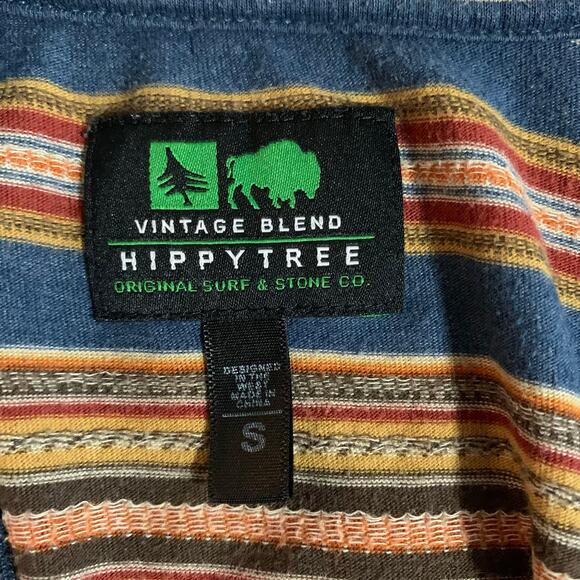 VINTAGE BLEND
HIPPYTREE
ORIGINAL SURF & STONE CO.
DESIGNED
IN THE
WEST
MADE IN
CHINA
S